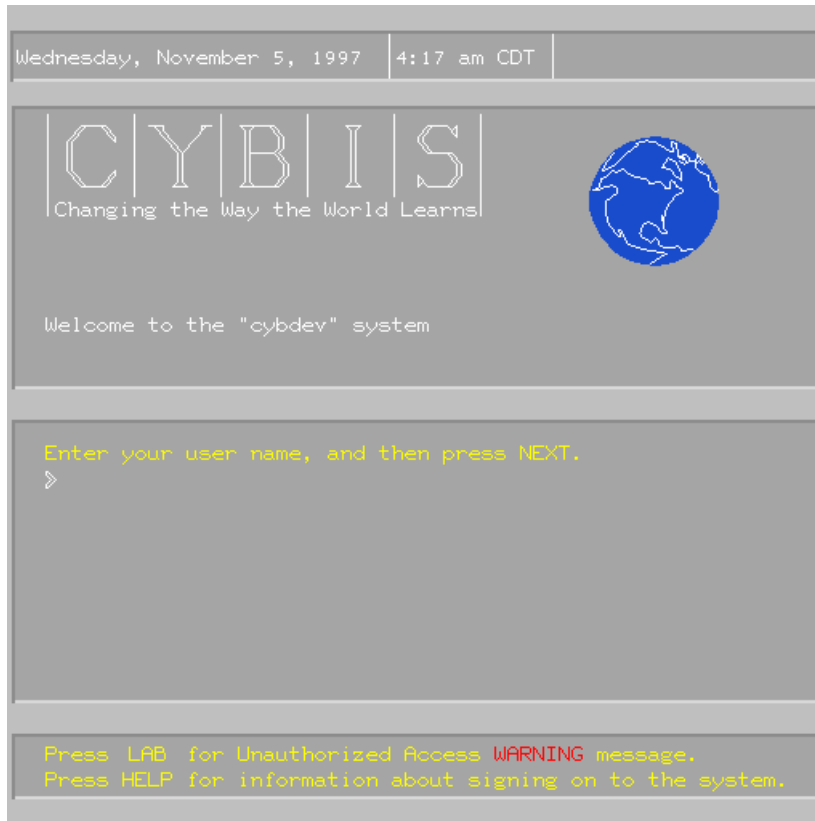 Wednesday, November 5, 1997 4:17 am CDT
CYBIS
Changing the Way the World Learns
Welcome to the "cybdev" system
Enter your user name, and then press NEXT.
>
Press LAB for Unauthorized Access WARNING message.
Press HELP for information about signing on to the system.